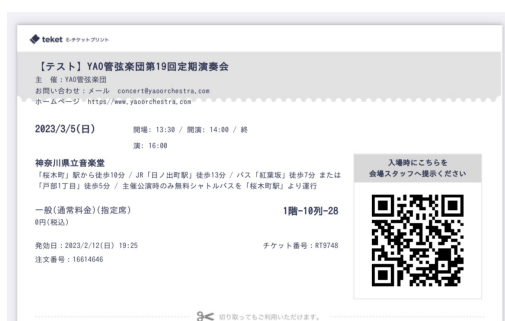 teket E-チケットプリント
【テスト】YAO管弦楽団第19回定期演奏会
主　催：YAO管弦楽団
お問い合わせ：メール　concert@yaoorchestra.com
ホームページ　https//www.yaoorchestra.com
2023/3/5(日)
開場: 13:30 / 開演: 14:00 / 終
演: 16:00
神奈川県立音楽堂
「桜木町」駅から徒歩10分 / JR「日ノ出町駅」徒歩13分 / バス「紅葉坂」徒歩7分 または
「戸部1丁目」徒歩5分 / 主催公演時のみ無料シャトルバスを「桜木町駅」より運行
入場時にこちらを
会場スタッフへ提示ください
一般(通常料金)(指定席)
1階-10列-28
0円(税込)
発効日：2023/2/12(日) 19:25
チケット番号：RT9748
注文番号：16614646
切り取ってもご利用いただけます。